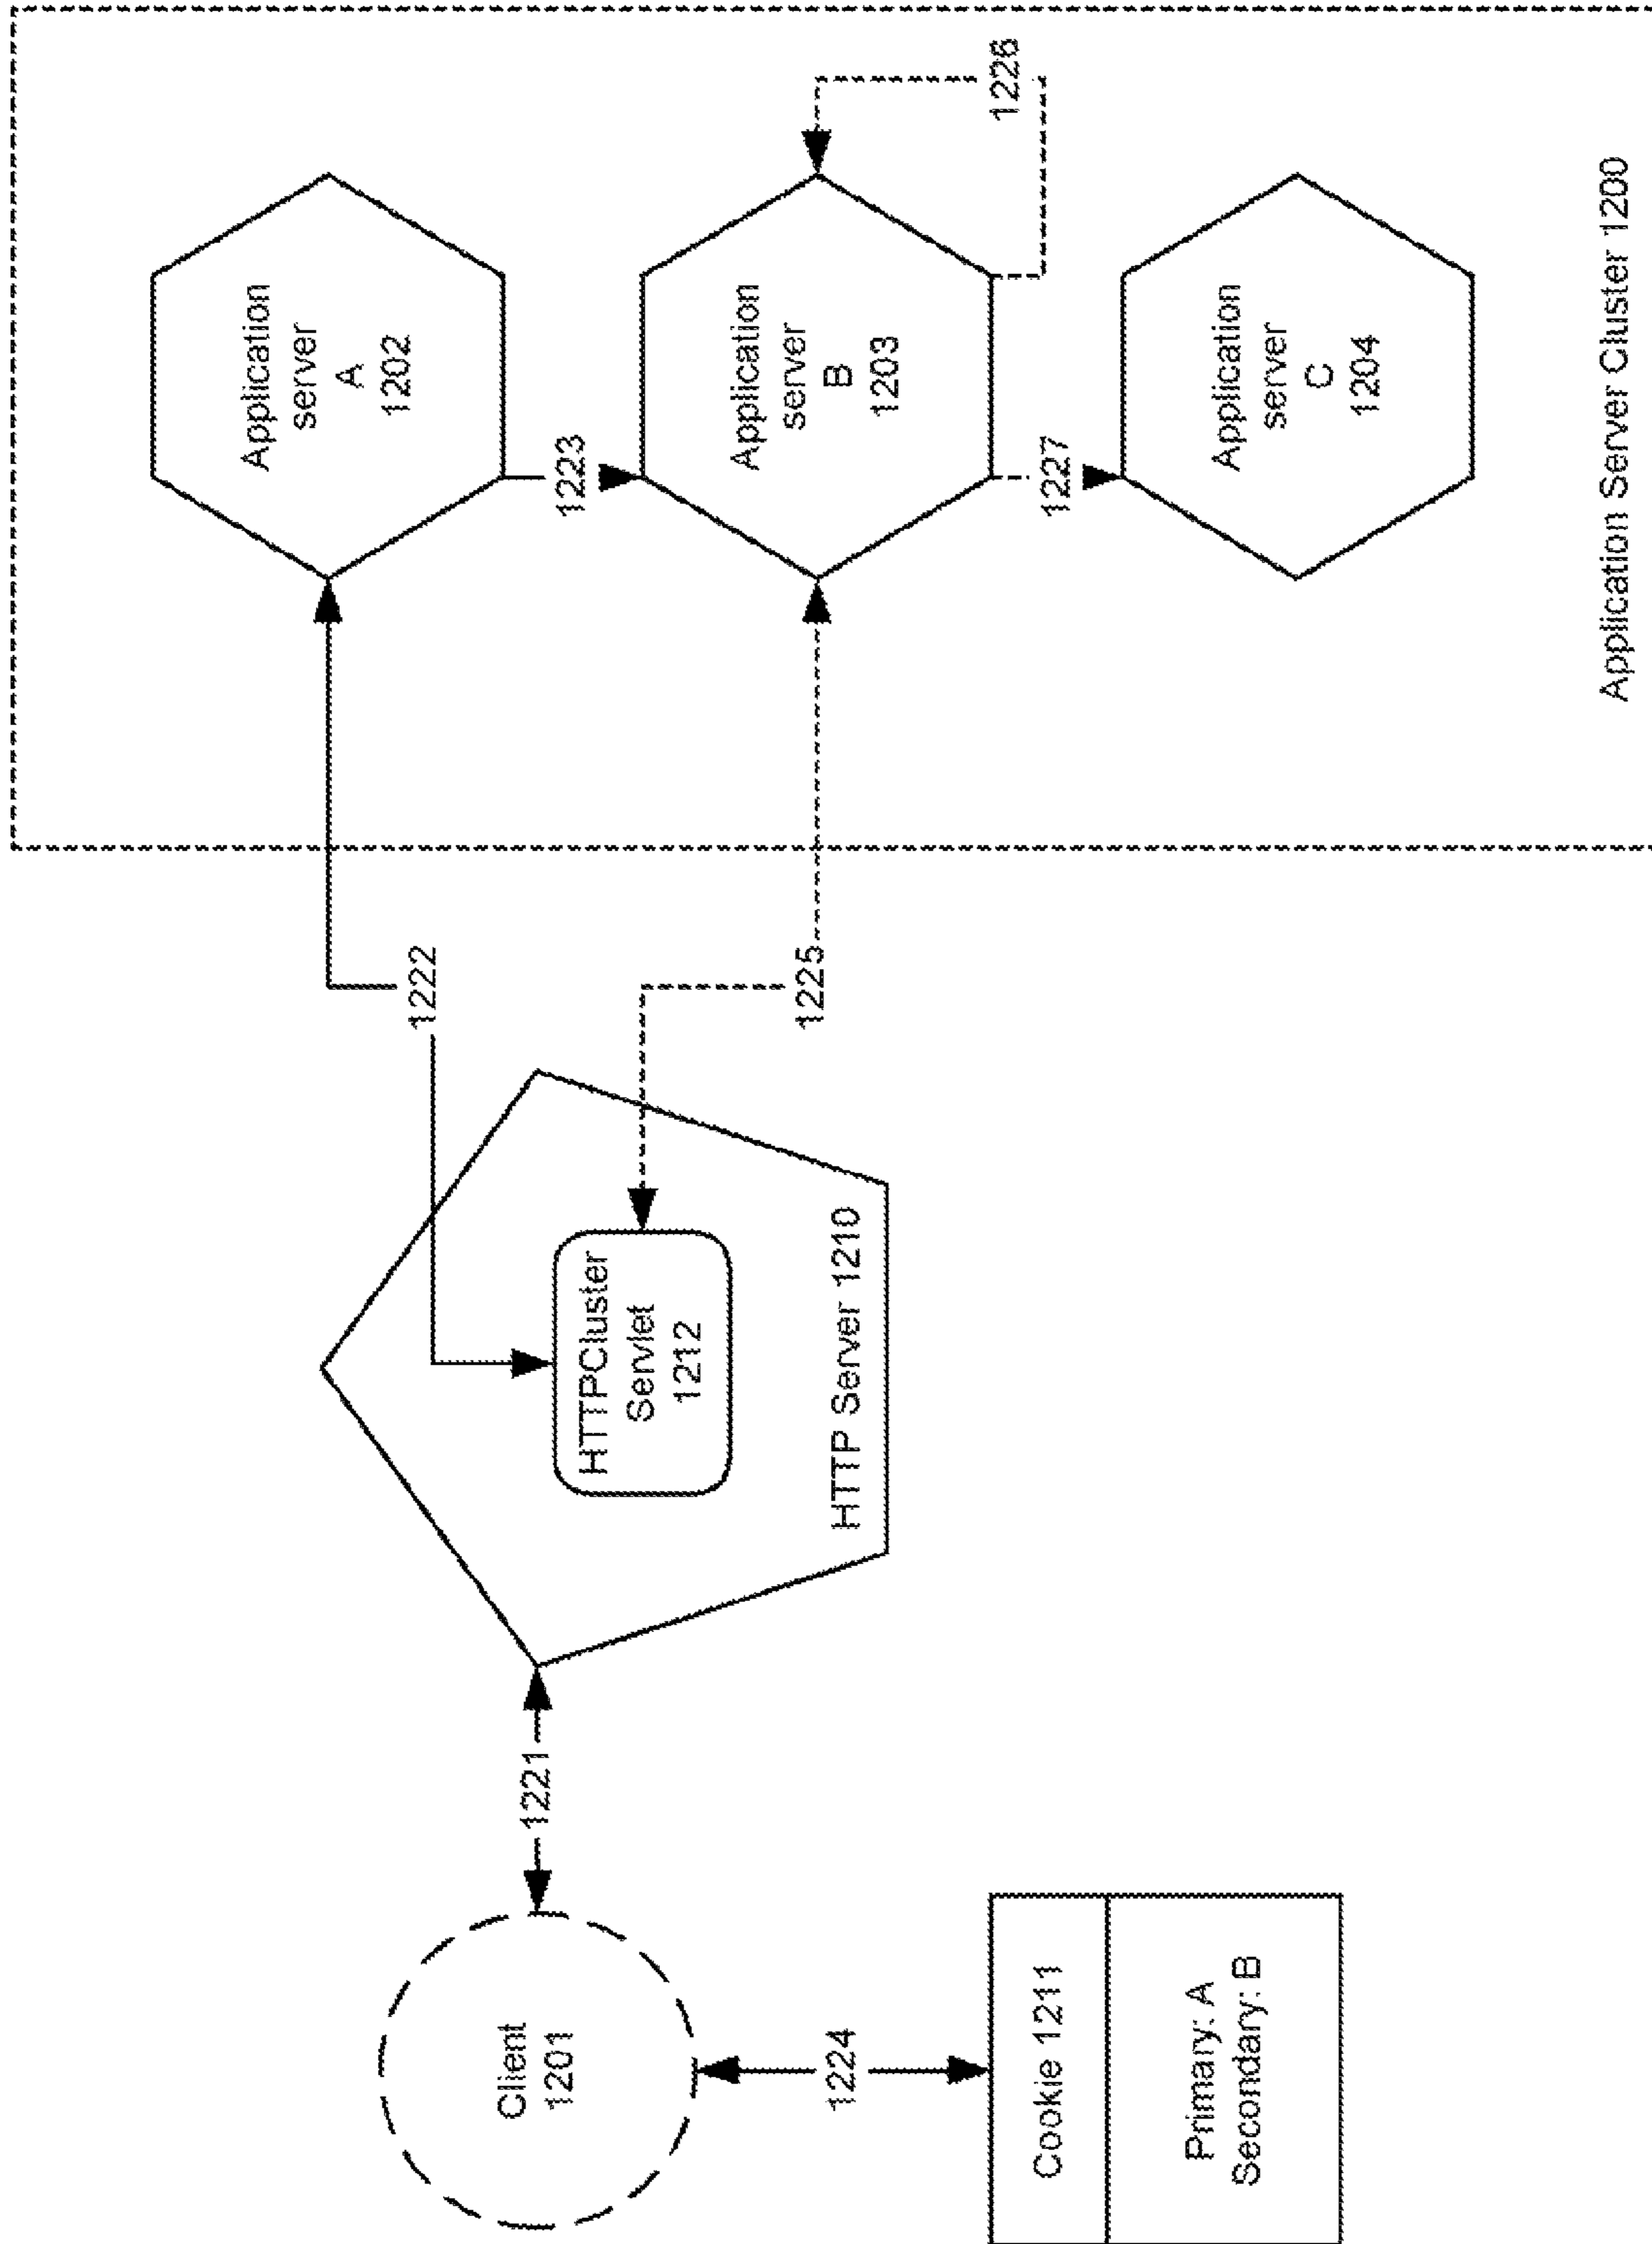 Client
1201
1221
1224
Cookie 1211
Primary: A
Secondary: B
HTTPCluster
Servlet
1212
HTTP Server 1210
1222
1225
Application
server
A
1202
1223
Application
server
B
1203
1226
1227
Application
server
C
1204
Application Server Cluster 1200